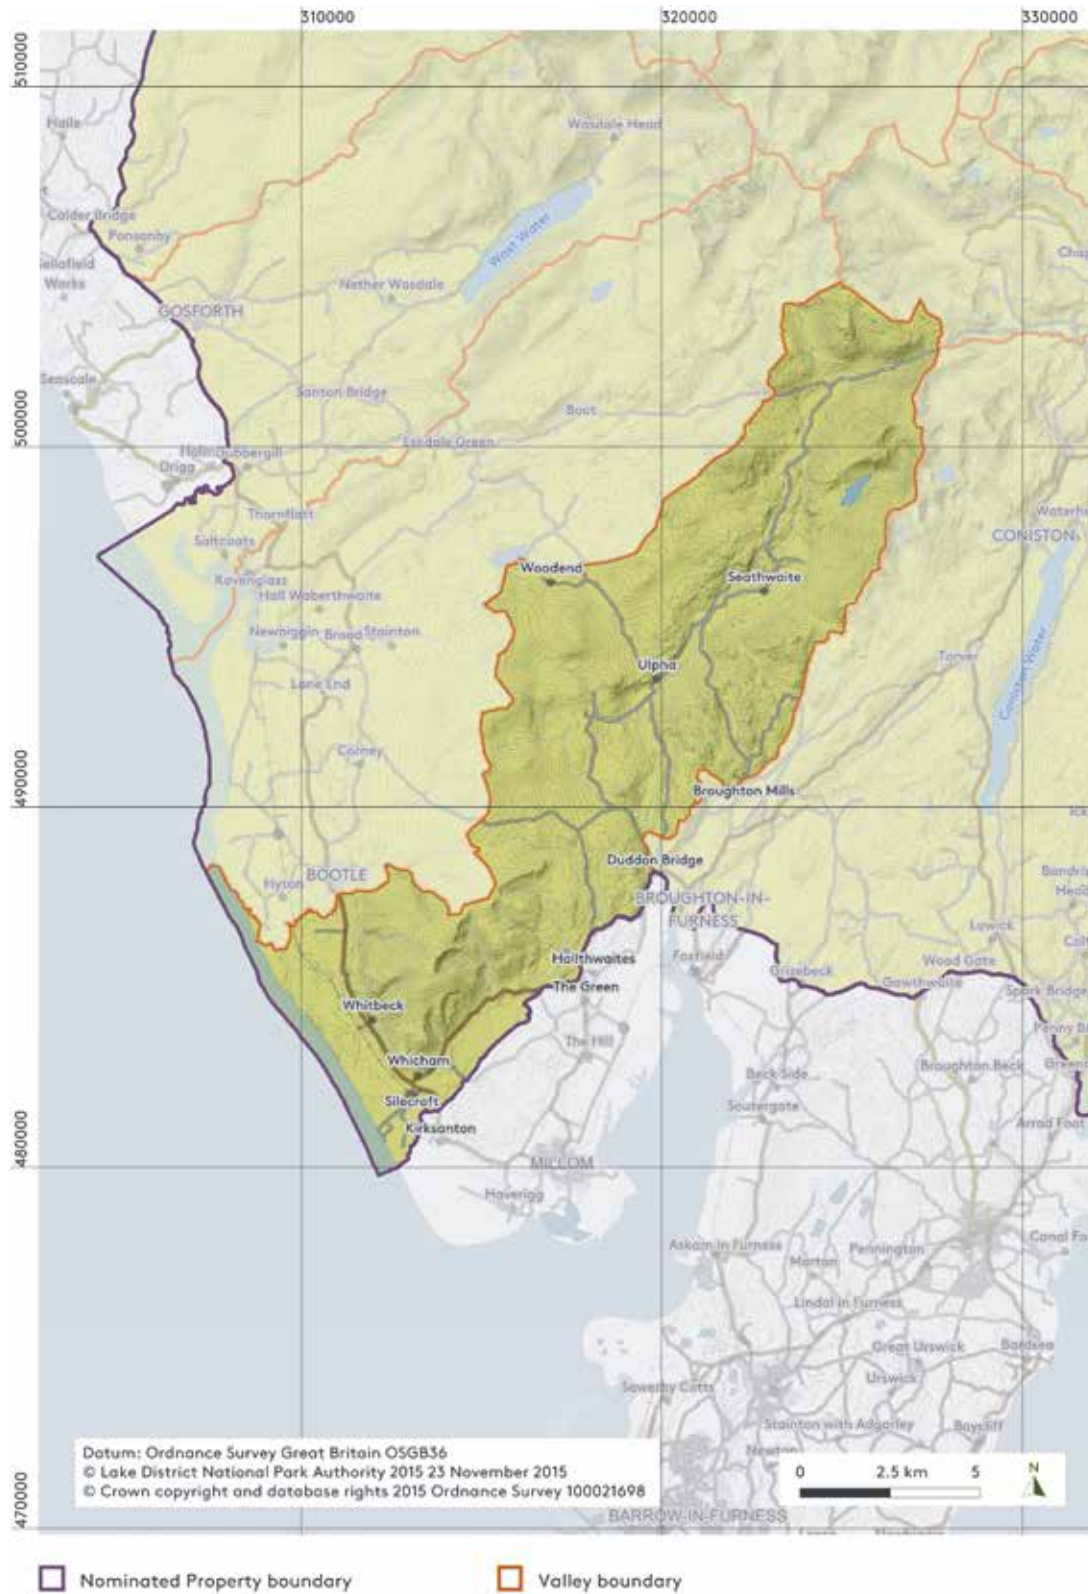 310000
320000
330000
510000
Wasdale Head
Calder Bridge
Ponsonby
Wast Water
Works
Nether Wasdale
GOSFORTH
Seascale
Santon Bridge
Boot
500000
Eskdale Green
Drigg
Thornflatt
Saltcoats
CONISTON
Woodend
Seathwaite
Ravenglass
Hall Waberthwaite
Newbiggin
Broad Stainton
Ulpha
Torver
Coniston Water
Lane End
Corney
490000
Broughton Mills
Duddon Bridge
BOOTLE
Hycon
BROUGHTON-IN-
FURNESS
Lowick
Hallthwaites
Foxfield
Wood Gate
Grizebeck
The Green
Gawthwaite
Spark Bridge
Whitbeck
The Hill
Whicham
Beck Side
Broughton Beck
Silecroft
Soutergate
Kirksanton
Arrad Foot
480000
MILLOM
Haverigg
Askam in Furness
Pennington
Marton
Lindal in Furness
Great Urswick
Bardsea
Urswick
Sowerby Cotts
Stainton with Adgarley
Baycliff
Newton
Datum: Ordnance Survey Great Britain OSGB36
© Lake District National Park Authority 2015 23 November 2015
© Crown copyright and database rights 2015 Ordnance Survey 100021698
0 2.5 km 5
N
470000
BARROW-IN-FURNESS
Nominated Property boundary
Valley boundary